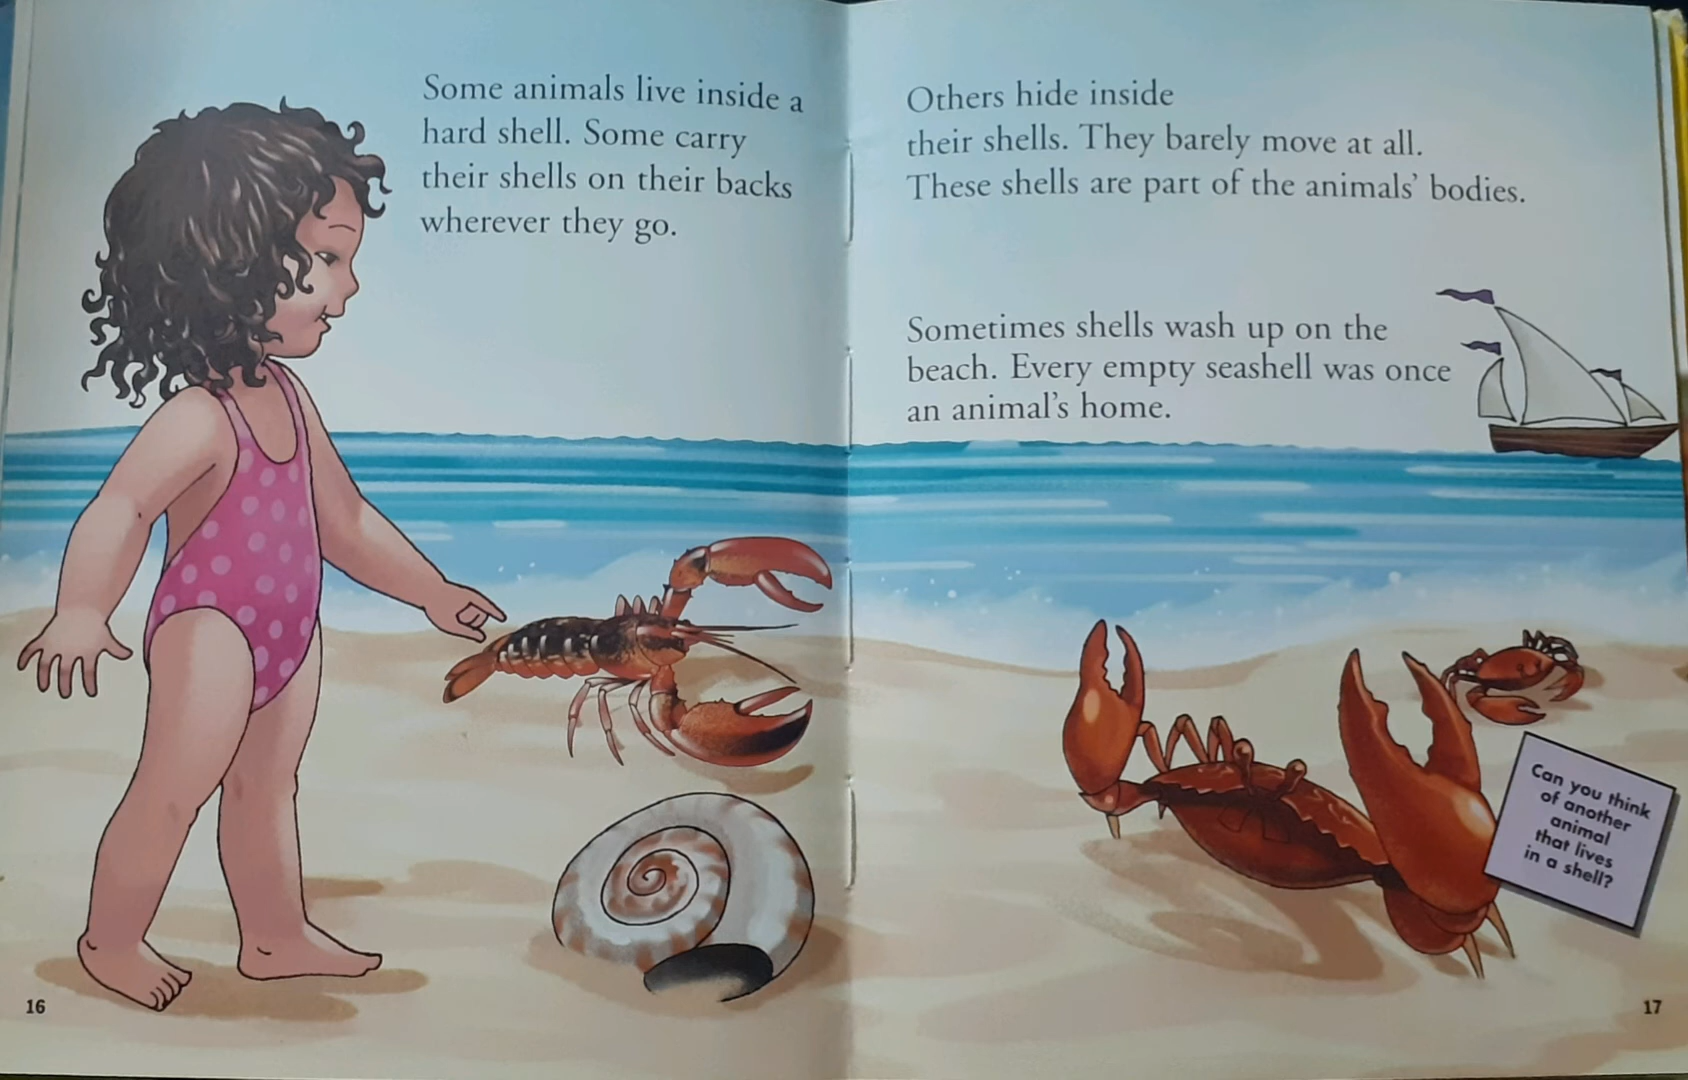 Some animals live inside a
hard shell. Some carry
their shells on their backs
wherever they go.
16
Others hide inside
their shells. They barely move at all.
These shells are part of the animals’ bodies.
Sometimes shells wash up on the
beach. Every empty seashell was once
an animal’s home.
Can you think
of another
animal
that lives
in a shell?
17